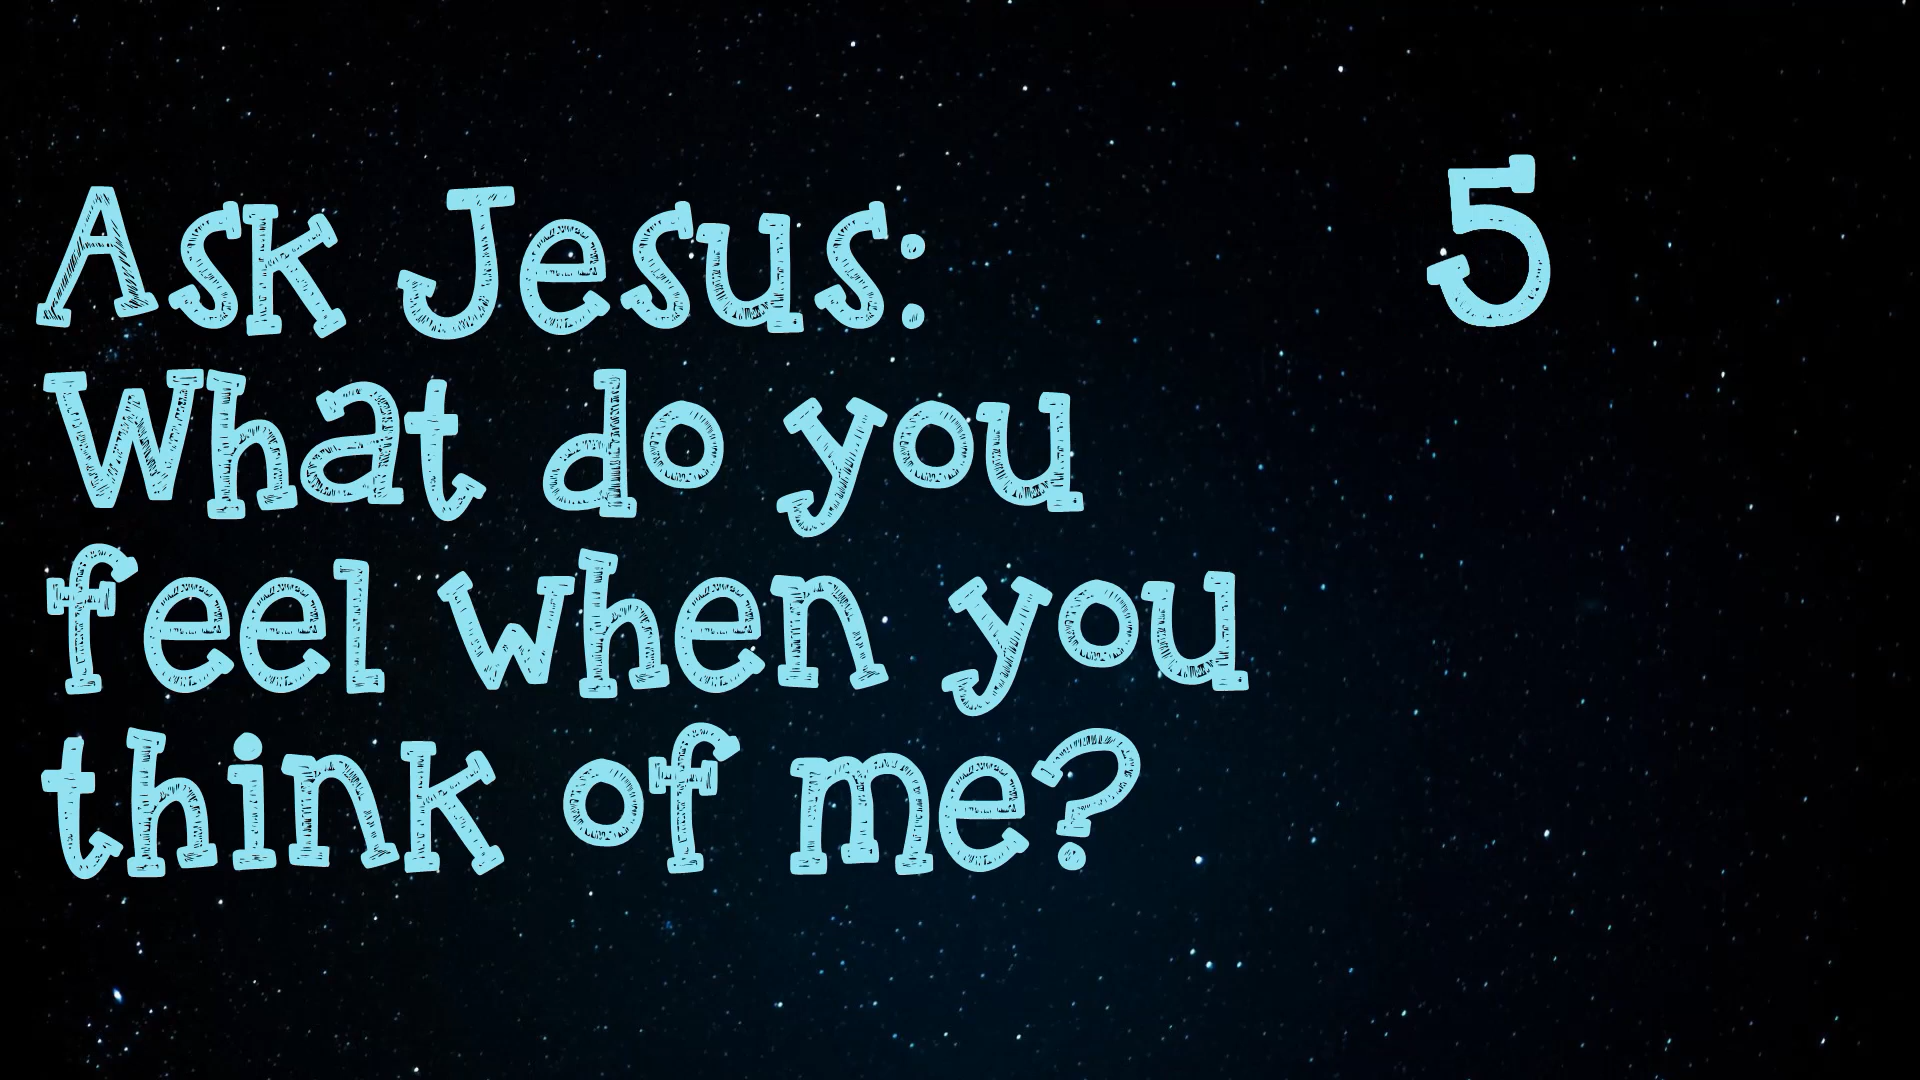 Ask Jesus:
5
What do you
feel when you
think of me?